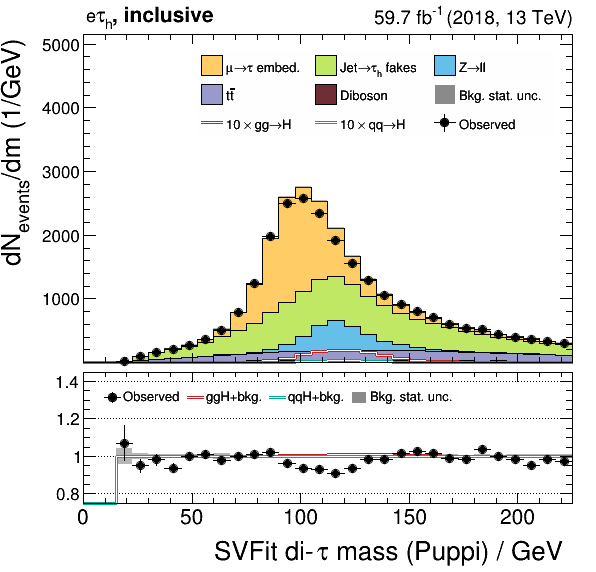 eτh, inclusive 59.7 fb⁻¹ (2018, 13 TeV)
dNevents/dm (1/GeV)
5000
4000
3000
2000
1000
μ→τ embed. Jet→τh fakes Z→ll
tt̄ Diboson Bkg. stat. unc.
10 × gg→H 10 × qq→H Observed
1.4
1.2
1
0.8
Observed ggH+bkg. qqH+bkg. Bkg. stat. unc.
0 50 100 150 200
SVFit di-τ mass (Puppi) / GeV